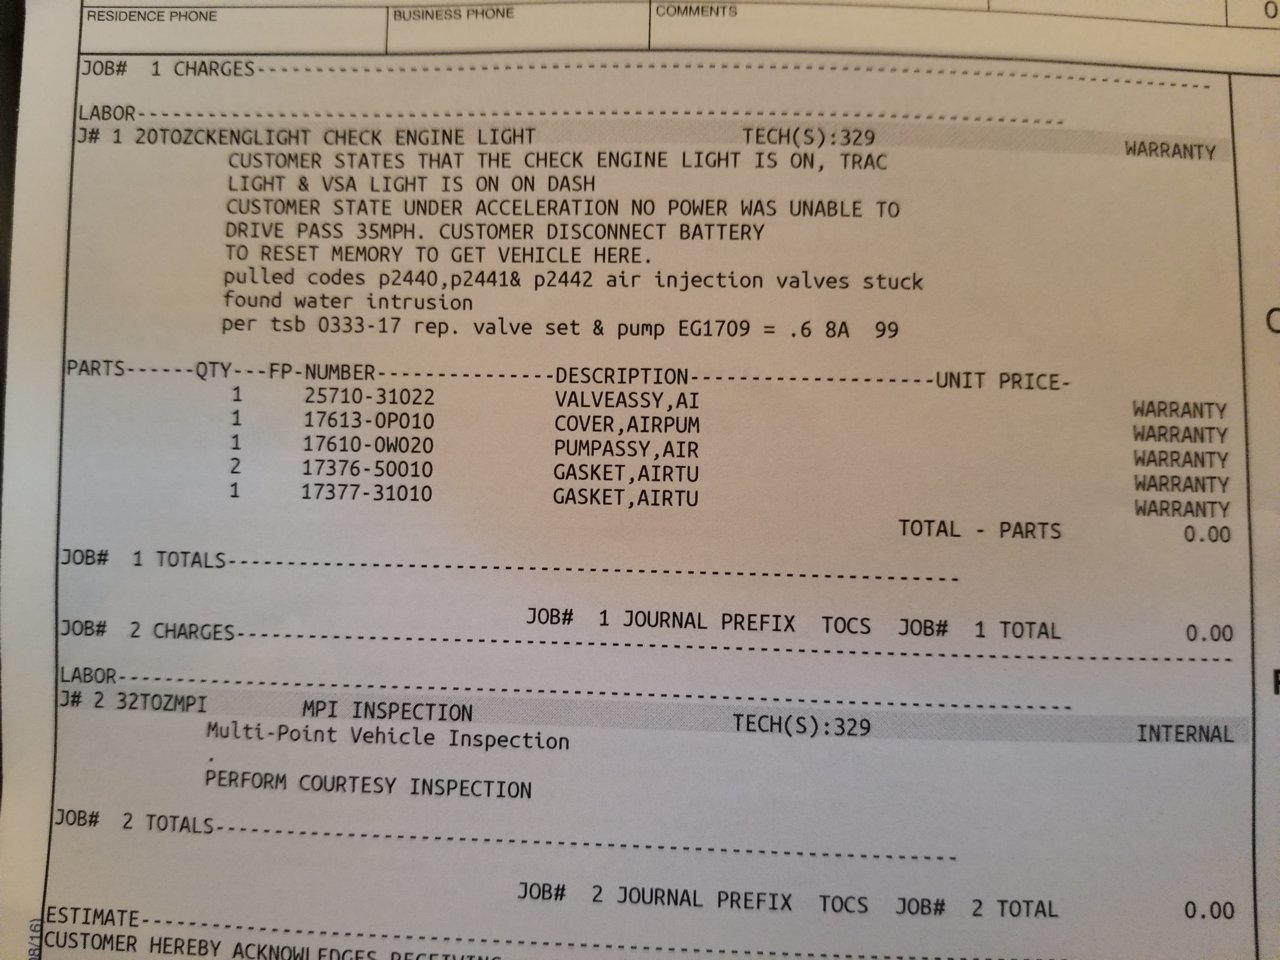 RESIDENCE PHONE BUSINESS PHONE COMMENTS
JOB# 1 CHARGES------------------------------------------------------------
LABOR------------------------------------------------------------
J# 1 20TOZCKENGLIGHT CHECK ENGINE LIGHT TECH(S):329 WARRANTY
CUSTOMER STATES THAT THE CHECK ENGINE LIGHT IS ON, TRAC
LIGHT & VSA LIGHT IS ON ON DASH
CUSTOMER STATE UNDER ACCELERATION NO POWER WAS UNABLE TO
DRIVE PASS 35MPH. CUSTOMER DISCONNECT BATTERY
TO RESET MEMORY TO GET VEHICLE HERE.
pulled codes p2440,p2441& p2442 air injection valves stuck
found water intrusion
per tsb 0333-17 rep. valve set & pump EG1709 = .6 8A 99
PARTS------QTY---FP-NUMBER---------------DESCRIPTION--------------------UNIT PRICE-
1 25710-31022 VALVEASSY,AI WARRANTY
1 17613-0P010 COVER,AIRPUM WARRANTY
1 17610-0W020 PUMPASSY,AIR WARRANTY
2 17376-50010 GASKET,AIRTU WARRANTY
1 17377-31010 GASKET,AIRTU WARRANTY
TOTAL - PARTS 0.00
JOB# 1 TOTALS------------------------------------------------------------
JOB# 1 JOURNAL PREFIX TOCS JOB# 1 TOTAL 0.00
JOB# 2 CHARGES------------------------------------------------------------
LABOR------------------------------------------------------------
J# 2 32TOZMPI MPI INSPECTION TECH(S):329 INTERNAL
Multi-Point Vehicle Inspection
.
PERFORM COURTESY INSPECTION
JOB# 2 TOTALS------------------------------------------------------------
JOB# 2 JOURNAL PREFIX TOCS JOB# 2 TOTAL 0.00
ESTIMATE------------------------------------------------------------
CUSTOMER HEREBY ACKNOWLEDGES RECEIVING